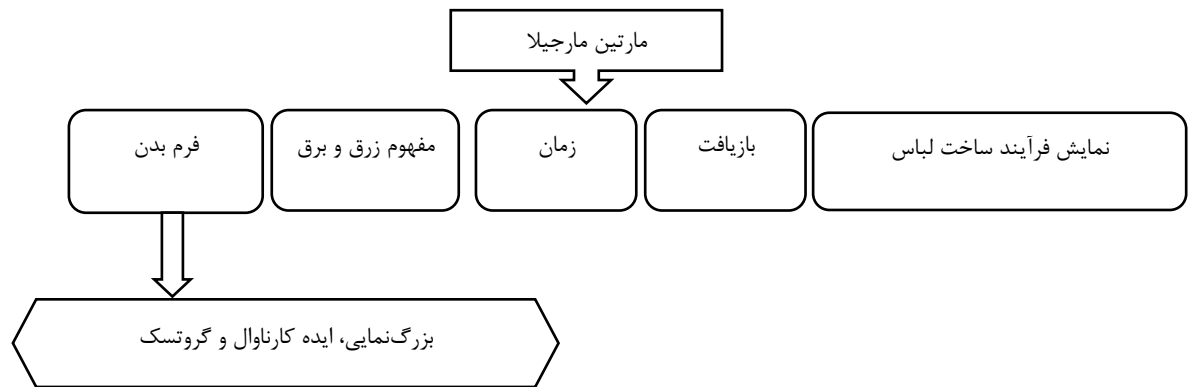 مارتین مارجیلا
نمایش فرآیند ساخت لباس
بازیافت
زمان
مفهوم زرق و برق
فرم بدن
بزرگ‌نمایی، ایده کارناوال و گروتسک